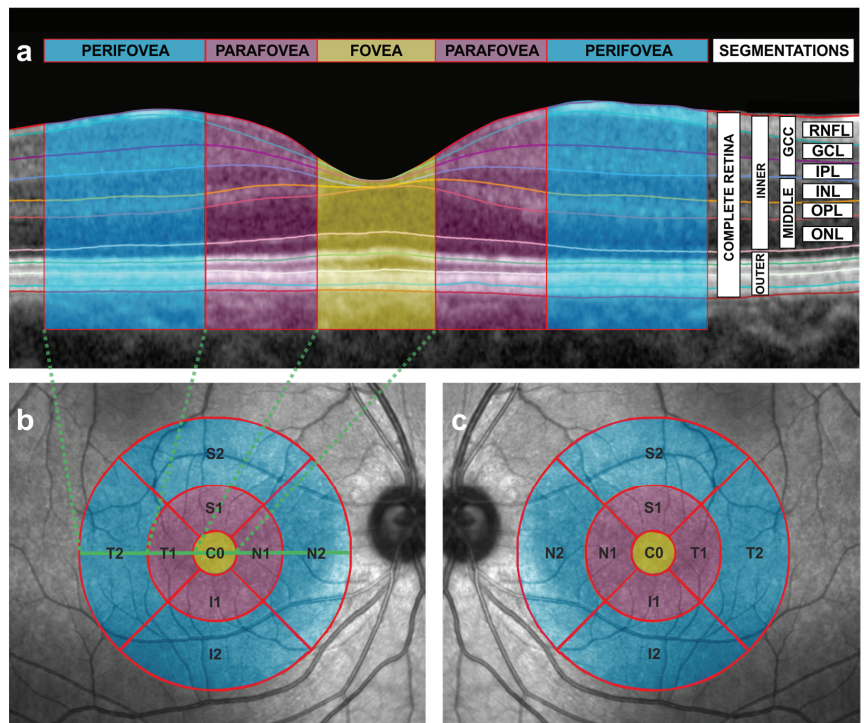 a
PERIFOVEA PARAFOVEA FOVEA PARAFOVEA PERIFOVEA SEGMENTATIONS
COMPLETE RETINA
INNER
OUTER
GCC
MIDDLE
RNFL
GCL
IPL
INL
OPL
ONL
b
S2
S1
T2 T1 C0 N1 N2
I1
I2
c
S2
S1
N2 N1 C0 T1 T2
I1
I2